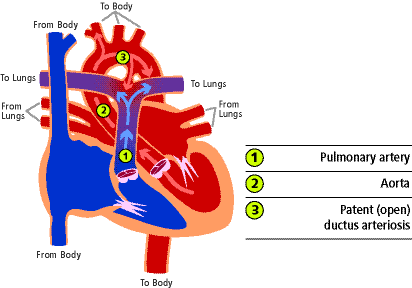 To Body
From Body
3
To Lungs
To Lungs
From
Lungs
2
From
Lungs
1
1 Pulmonary artery
2 Aorta
3 Patent (open)
ductus arteriosis
From Body
To Body